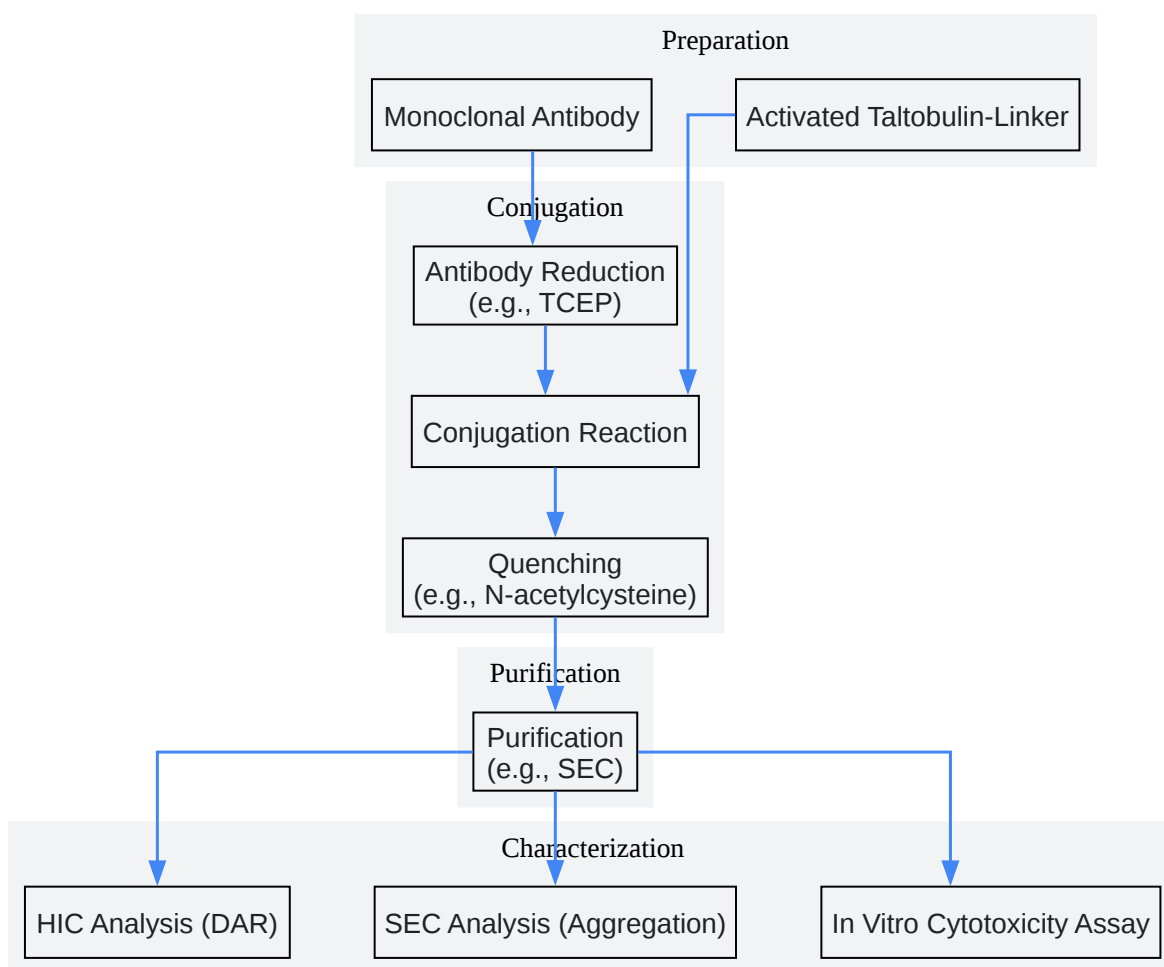 Preparation
Monoclonal Antibody
Activated Taltobulin-Linker
Conjugation
Antibody Reduction
(e.g., TCEP)
Conjugation Reaction
Quenching
(e.g., N-acetylcysteine)
Purification
Purification
(e.g., SEC)
Characterization
HIC Analysis (DAR)
SEC Analysis (Aggregation)
In Vitro Cytotoxicity Assay